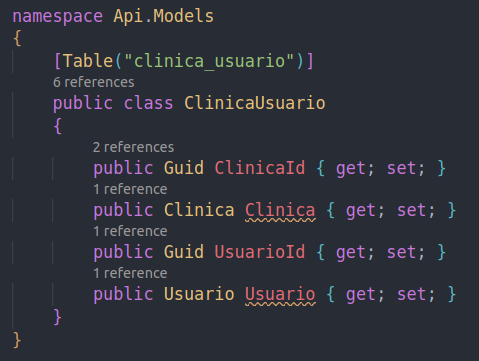 namespace Api.Models
{
[Table("clinica_usuario")]
6 references
public class ClinicaUsuario
{
2 references
public Guid ClinicaId { get; set; }
1 reference
public Clinica Clinica { get; set; }
1 reference
public Guid UsuarioId { get; set; }
1 reference
public Usuario Usuario { get; set; }
}
}